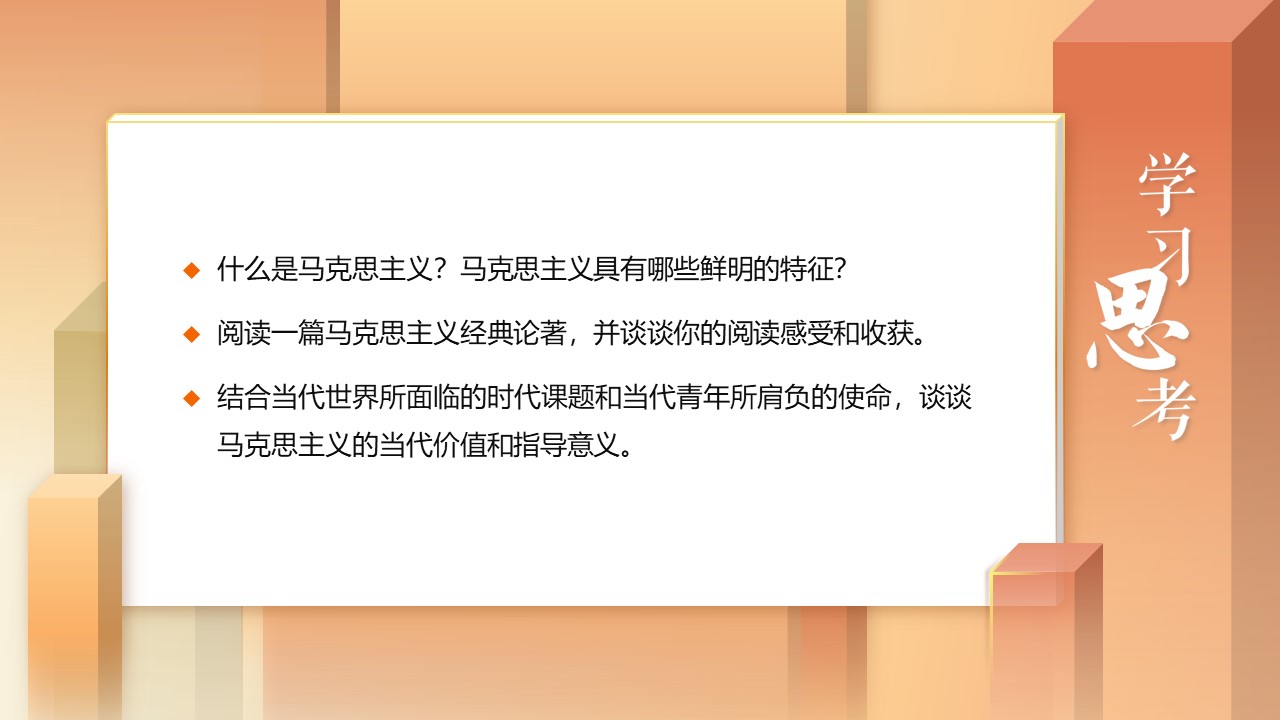 什么是马克思主义？马克思主义具有哪些鲜明的特征？
阅读一篇马克思主义经典论著，并谈谈你的阅读感受和收获。
结合当代世界所面临的时代课题和当代青年所肩负的使命，谈谈
马克思主义的当代价值和指导意义。
学习思考